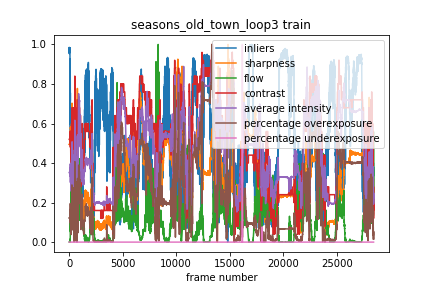 seasons_old_town_loop3 train
inliers
sharpness
flow
contrast
average intensity
percentage overexposure
percentage underexposure
1.0
0.8
0.6
0.4
0.2
0.0
0 5000 10000 15000 20000 25000
frame number